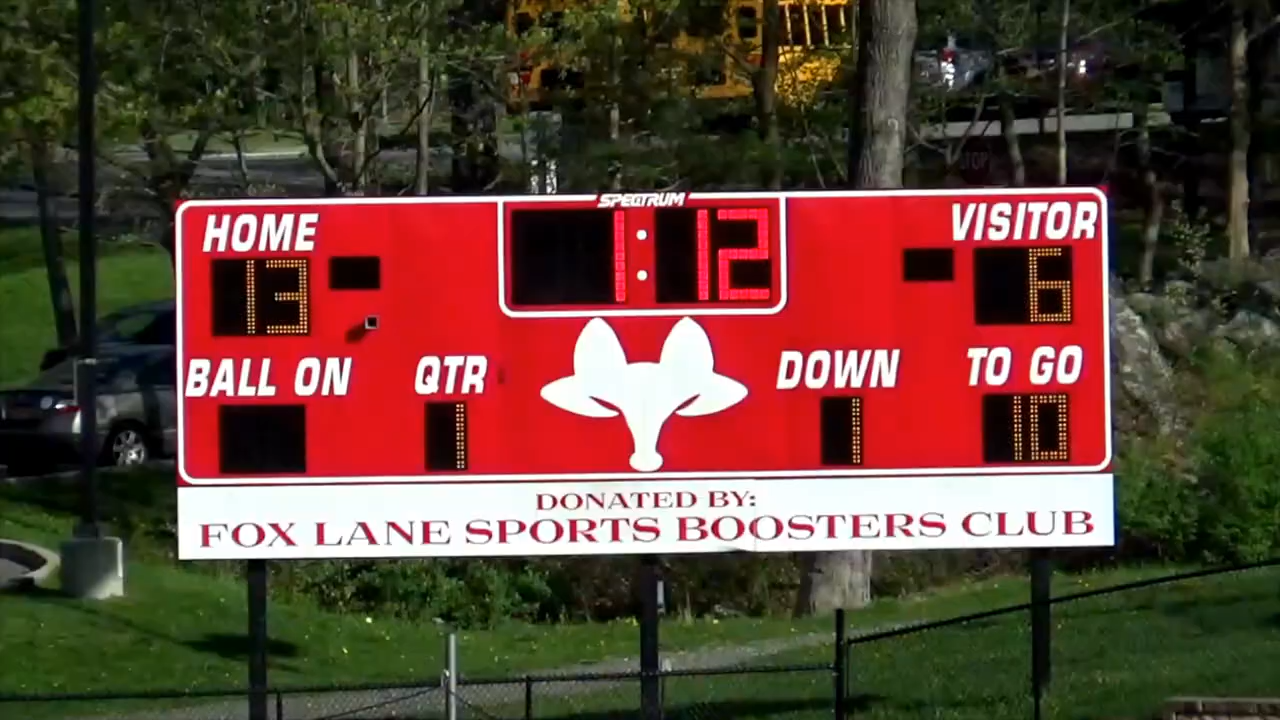 SPECTRUM
HOME 1:12 VISITOR
13 6
BALL ON QTR DOWN TO GO
1 1 10
DONATED BY:
FOX LANE SPORTS BOOSTERS CLUB
STOP